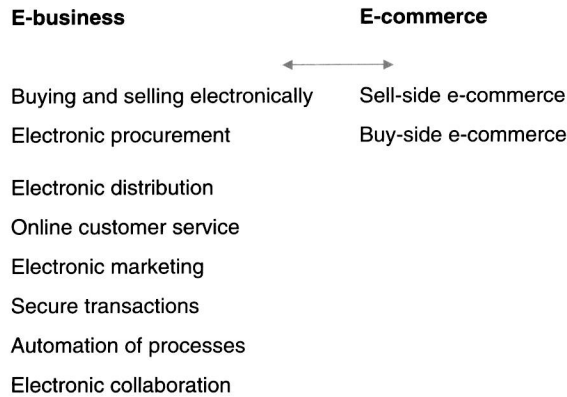 E-business E-commerce
Buying and selling electronically Sell-side e-commerce
Electronic procurement Buy-side e-commerce
Electronic distribution
Online customer service
Electronic marketing
Secure transactions
Automation of processes
Electronic collaboration